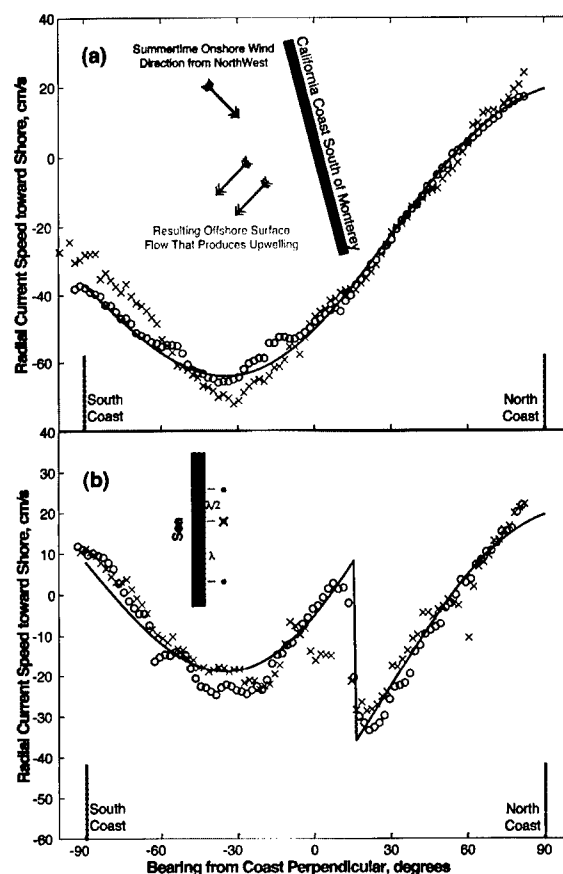 40
(a)
Summertime Onshore Wind
Direction from NorthWest
California Coast South of Monterey
20
0
-20
Resulting Offshore Surface
Flow That Produces Upwelling
-40
-60
South
Coast
North
Coast
40
Radial Current Speed toward Shore, cm/s
(b)
30
20
Sea
λ/2
λ
10
0
-10
-20
-30
-40
South
Coast
North
Coast
-50
-60
Radial Current Speed toward Shore, cm/s
-90
-60
-30
0
30
60
90
Bearing from Coast Perpendicular, degrees